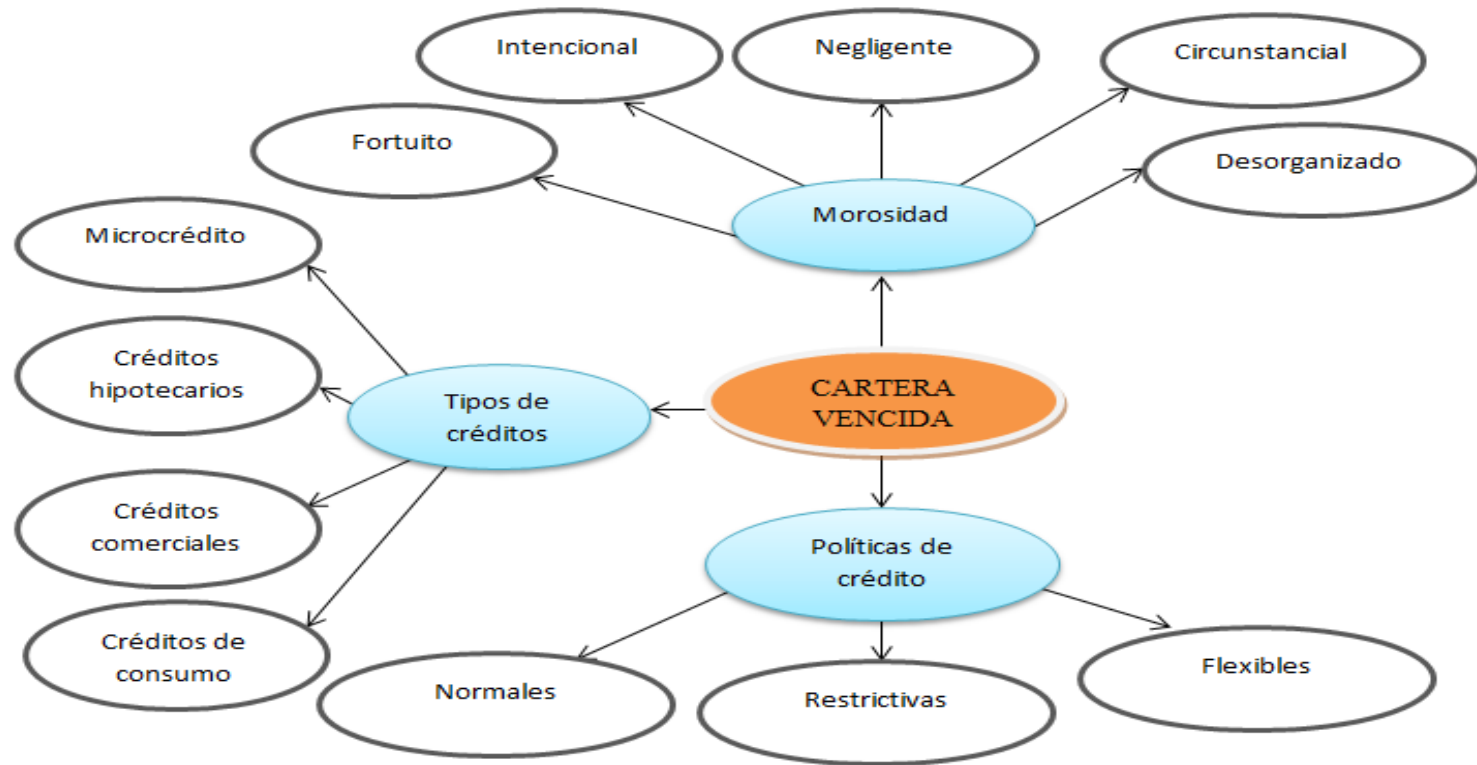 Intencional
Negligente
Circunstancial
Fortuito
Desorganizado
Morosidad
Microcrédito
Créditos
hipotecarios
Tipos de
créditos
CARTERA
VENCIDA
Créditos
comerciales
Políticas de
crédito
Créditos de
consumo
Normales
Restrictivas
Flexibles